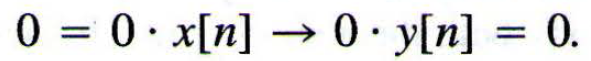 0 = 0 · x[n] → 0 · y[n] = 0.